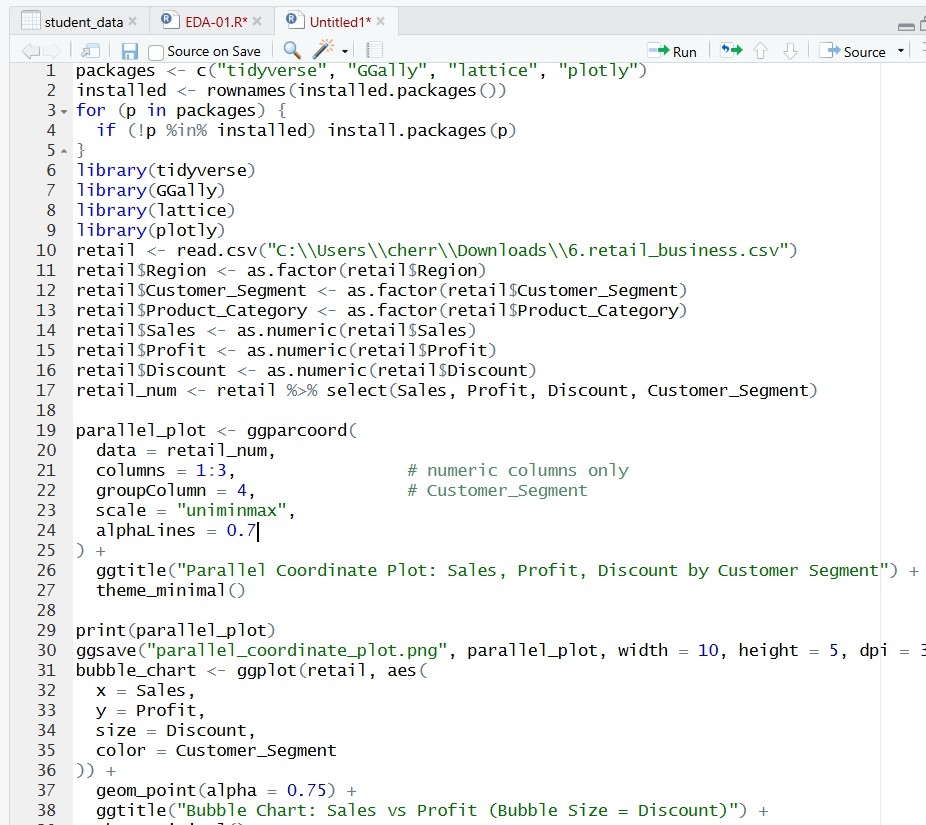 student_data EDA-01.R* Untitled1*
Source on Save Run Source
1 packages <- c("tidyverse", "GGally", "lattice", "plotly")
2 installed <- rownames(installed.packages())
3 for (p in packages) {
4   if (!p %in% installed) install.packages(p)
5 }
6 library(tidyverse)
7 library(GGally)
8 library(lattice)
9 library(plotly)
10 retail <- read.csv("C:\\Users\\cherr\\Downloads\\6.retail_business.csv")
11 retail$Region <- as.factor(retail$Region)
12 retail$Customer_Segment <- as.factor(retail$Customer_Segment)
13 retail$Product_Category <- as.factor(retail$Product_Category)
14 retail$Sales <- as.numeric(retail$Sales)
15 retail$Profit <- as.numeric(retail$Profit)
16 retail$Discount <- as.numeric(retail$Discount)
17 retail_num <- retail %>% select(Sales, Profit, Discount, Customer_Segment)
18
19 parallel_plot <- ggparcoord(
20   data = retail_num,
21   columns = 1:3,                 # numeric columns only
22   groupColumn = 4,               # Customer_Segment
23   scale = "uniminmax",
24   alphaLines = 0.7
25 ) +
26   ggtitle("Parallel Coordinate Plot: Sales, Profit, Discount by Customer Segment") +
27   theme_minimal()
28
29 print(parallel_plot)
30 ggsave("parallel_coordinate_plot.png", parallel_plot, width = 10, height = 5, dpi =
31 bubble_chart <- ggplot(retail, aes(
32   x = Sales,
33   y = Profit,
34   size = Discount,
35   color = Customer_Segment
36 )) +
37   geom_point(alpha = 0.75) +
38   ggtitle("Bubble Chart: Sales vs Profit (Bubble Size = Discount)") +